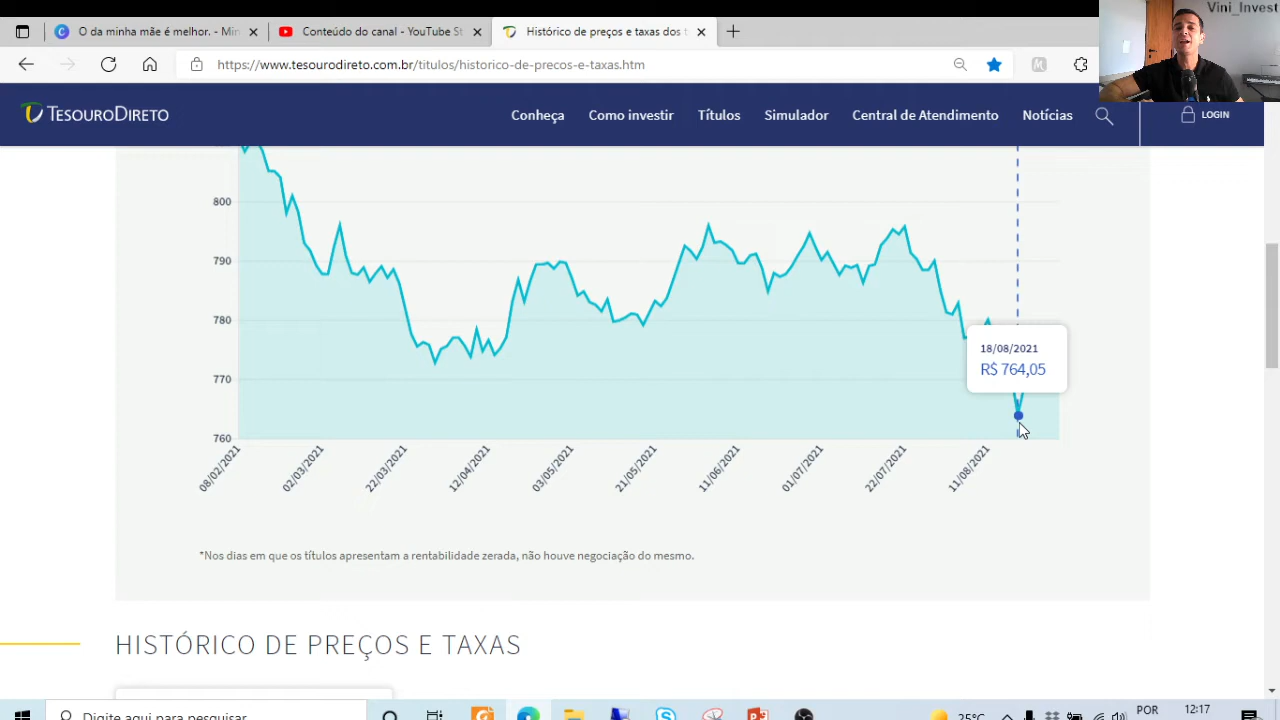 Vini_Invest
O da minha mãe é melhor. - Min
Conteúdo do canal - YouTube St
Histórico de preços e taxas dos t
https://www.tesourodireto.com.br/titulos/historico-de-precos-e-taxas.htm
TESOURODIRETO
Conheça
Como investir
Títulos
Simulador
Central de Atendimento
Notícias
LOGIN
800
790
780
770
760
18/08/2021
R$ 764,05
08/02/2021
02/03/2021
22/03/2021
12/04/2021
03/05/2021
21/05/2021
11/06/2021
01/07/2021
22/07/2021
11/08/2021
*Nos dias em que os títulos apresentam a rentabilidade zerada, não houve negociação do mesmo.
HISTÓRICO DE PREÇOS E TAXAS
Digite aqui para pesquisar
25°C
POR
12:17